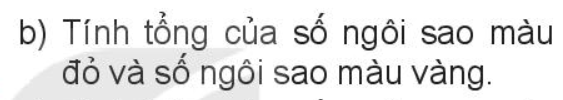 b) Tính tổng của số ngôi sao màu
đỏ và số ngôi sao màu vàng.